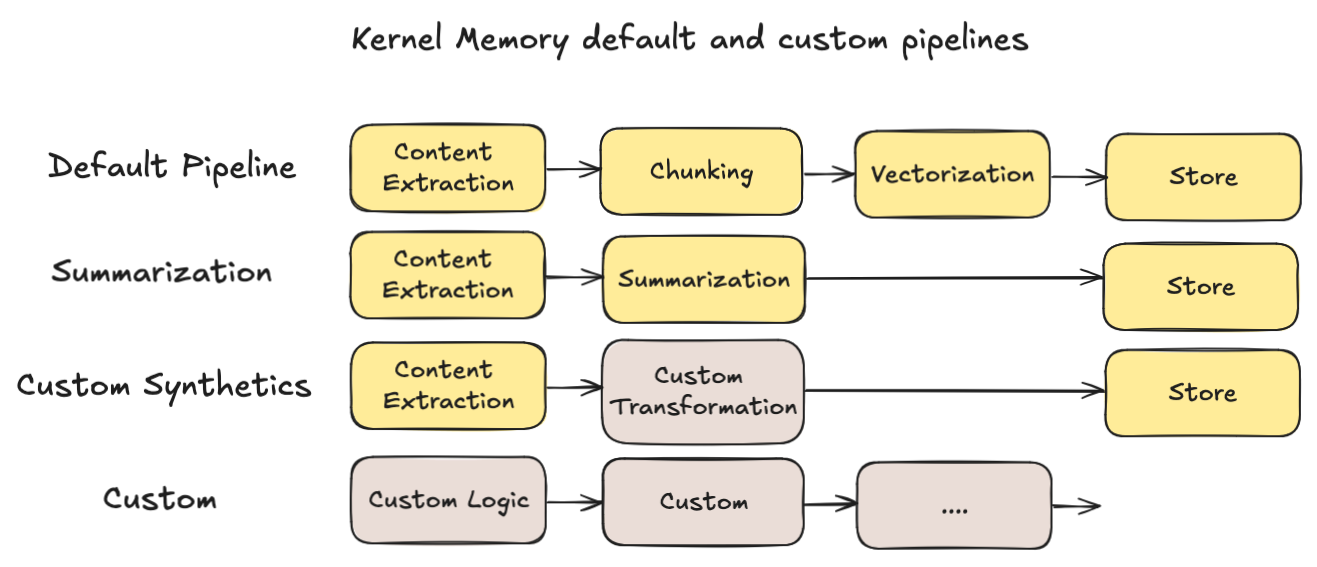 Kernel Memory default and custom pipelines
Default Pipeline
Content
Extraction
Chunking
Vectorization
Store
Summarization
Content
Extraction
Summarization
Store
Custom Synthetics
Content
Extraction
Custom
Transformation
Store
Custom
Custom Logic
Custom
....